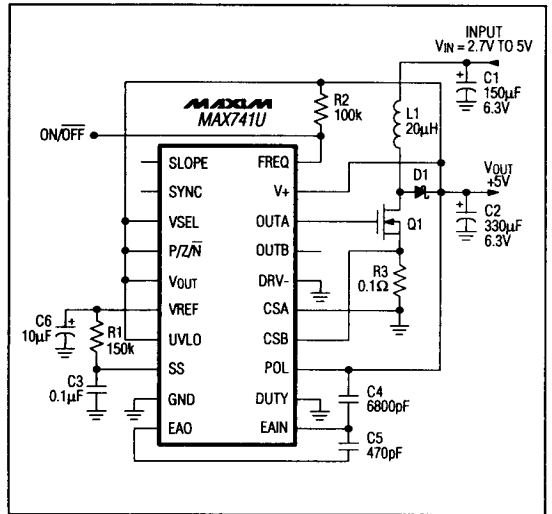 INPUT
VIN = 2.7V TO 5V
C1
150µF
6.3V
L1
20µH
R2
100k
MAXIM
MAX741U
ON/OFF
SLOPE
FREQ
SYNC
V+
D1
VOUT
+5V
VSEL
OUTA
Q1
C2
330µF
6.3V
P/Z/N
OUTB
VOUT
DRV-
R3
0.1Ω
VREF
CSA
C6
10µF
R1
150k
UVLO
CSB
SS
POL
C3
0.1µF
C4
6800pF
GND
DUTY
EAO
EAIN
C5
470pF
+
+
+